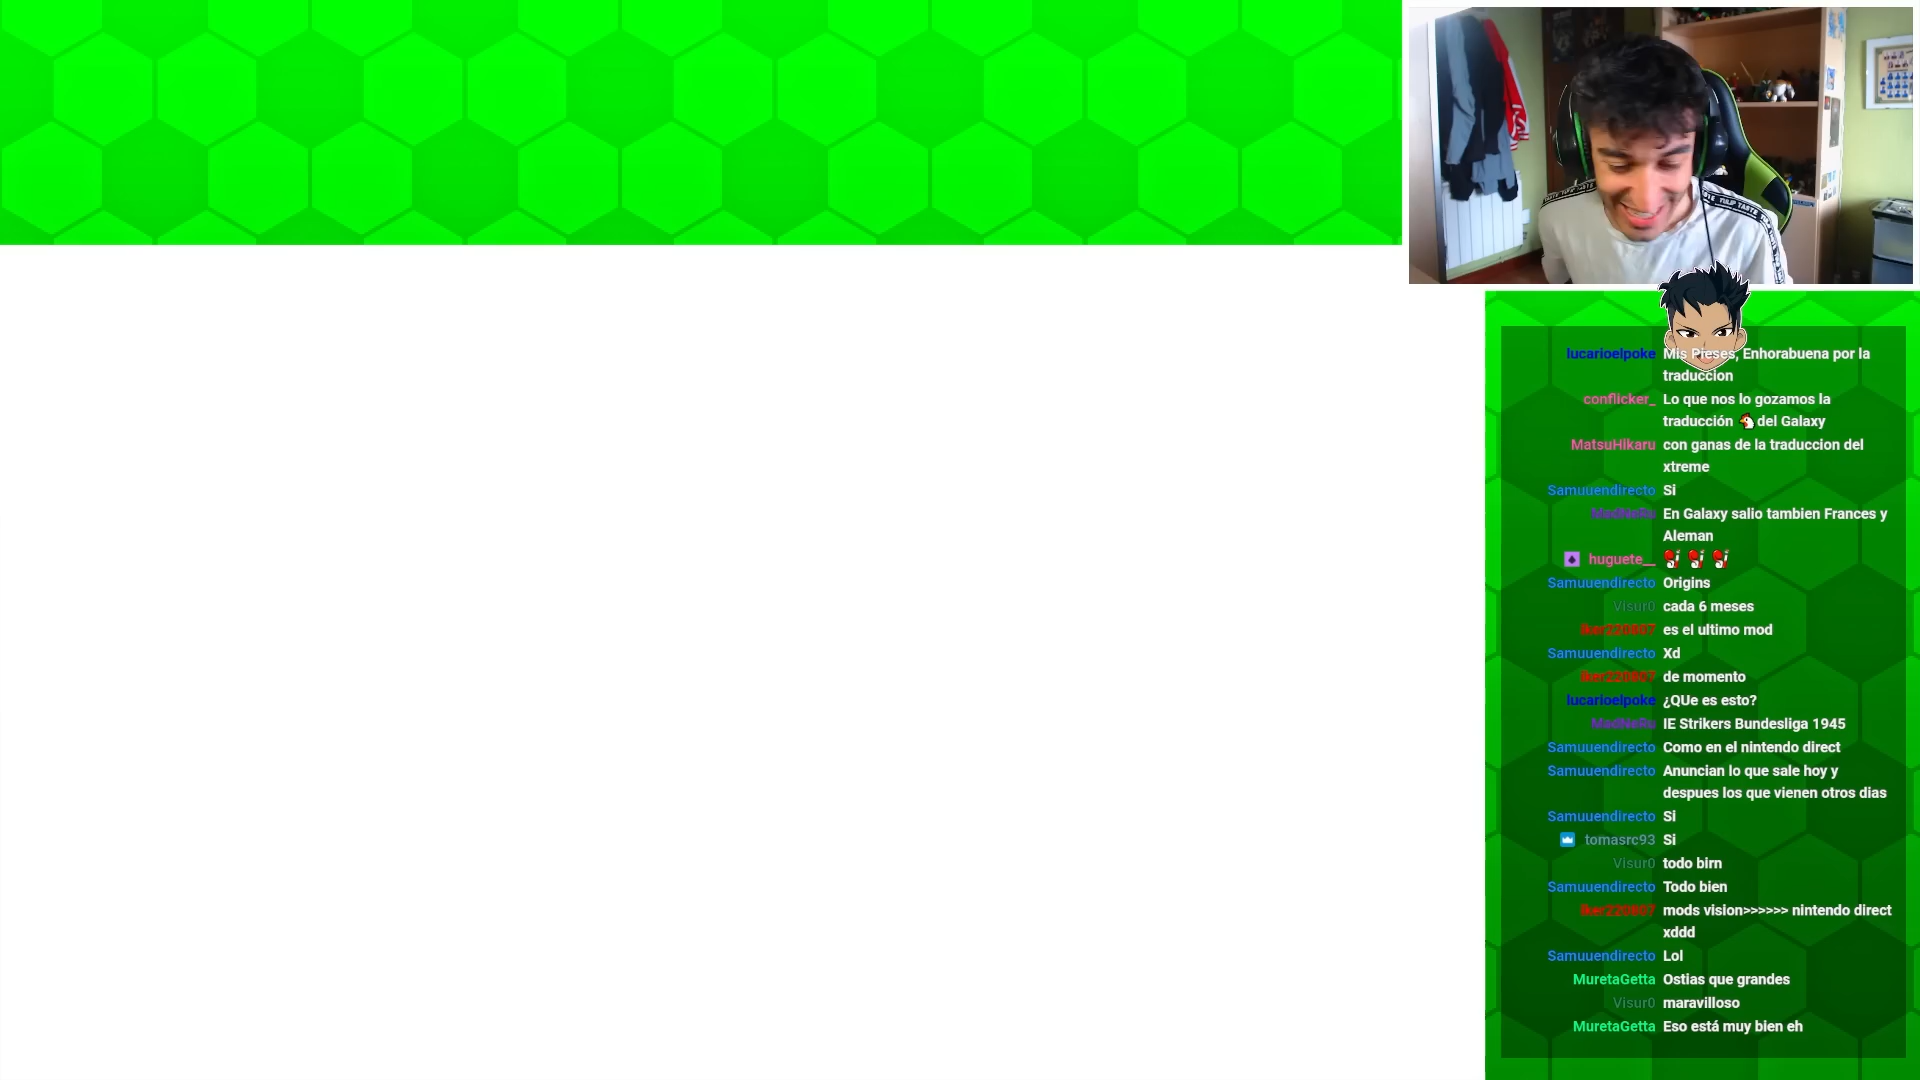 TULIP TASTE
lucarioelpoke Mis Pieses, Enhorabuena por la
traduccion
conflicker_ Lo que nos lo gozamos la
traducción del Galaxy
MatsuHikaru con ganas de la traduccion del
xtreme
Samuuendirecto Si
En Galaxy salio tambien Frances y
Aleman
huguete__
Samuuendirecto Origins
Visur0 cada 6 meses
iker220807 es el ultimo mod
Samuuendirecto Xd
iker220807 de momento
lucarioelpoke ¿QUe es esto?
IE Strikers Bundesliga 1945
Samuuendirecto Como en el nintendo direct
Samuuendirecto Anuncian lo que sale hoy y
despues los que vienen otros dias
Samuuendirecto Si
tomasrc93 Si
Visur0 todo birn
Samuuendirecto Todo bien
iker220807 mods vision>>>>>> nintendo direct
xddd
Samuuendirecto Lol
MuretaGetta Ostias que grandes
Visur0 maravilloso
MuretaGetta Eso está muy bien eh